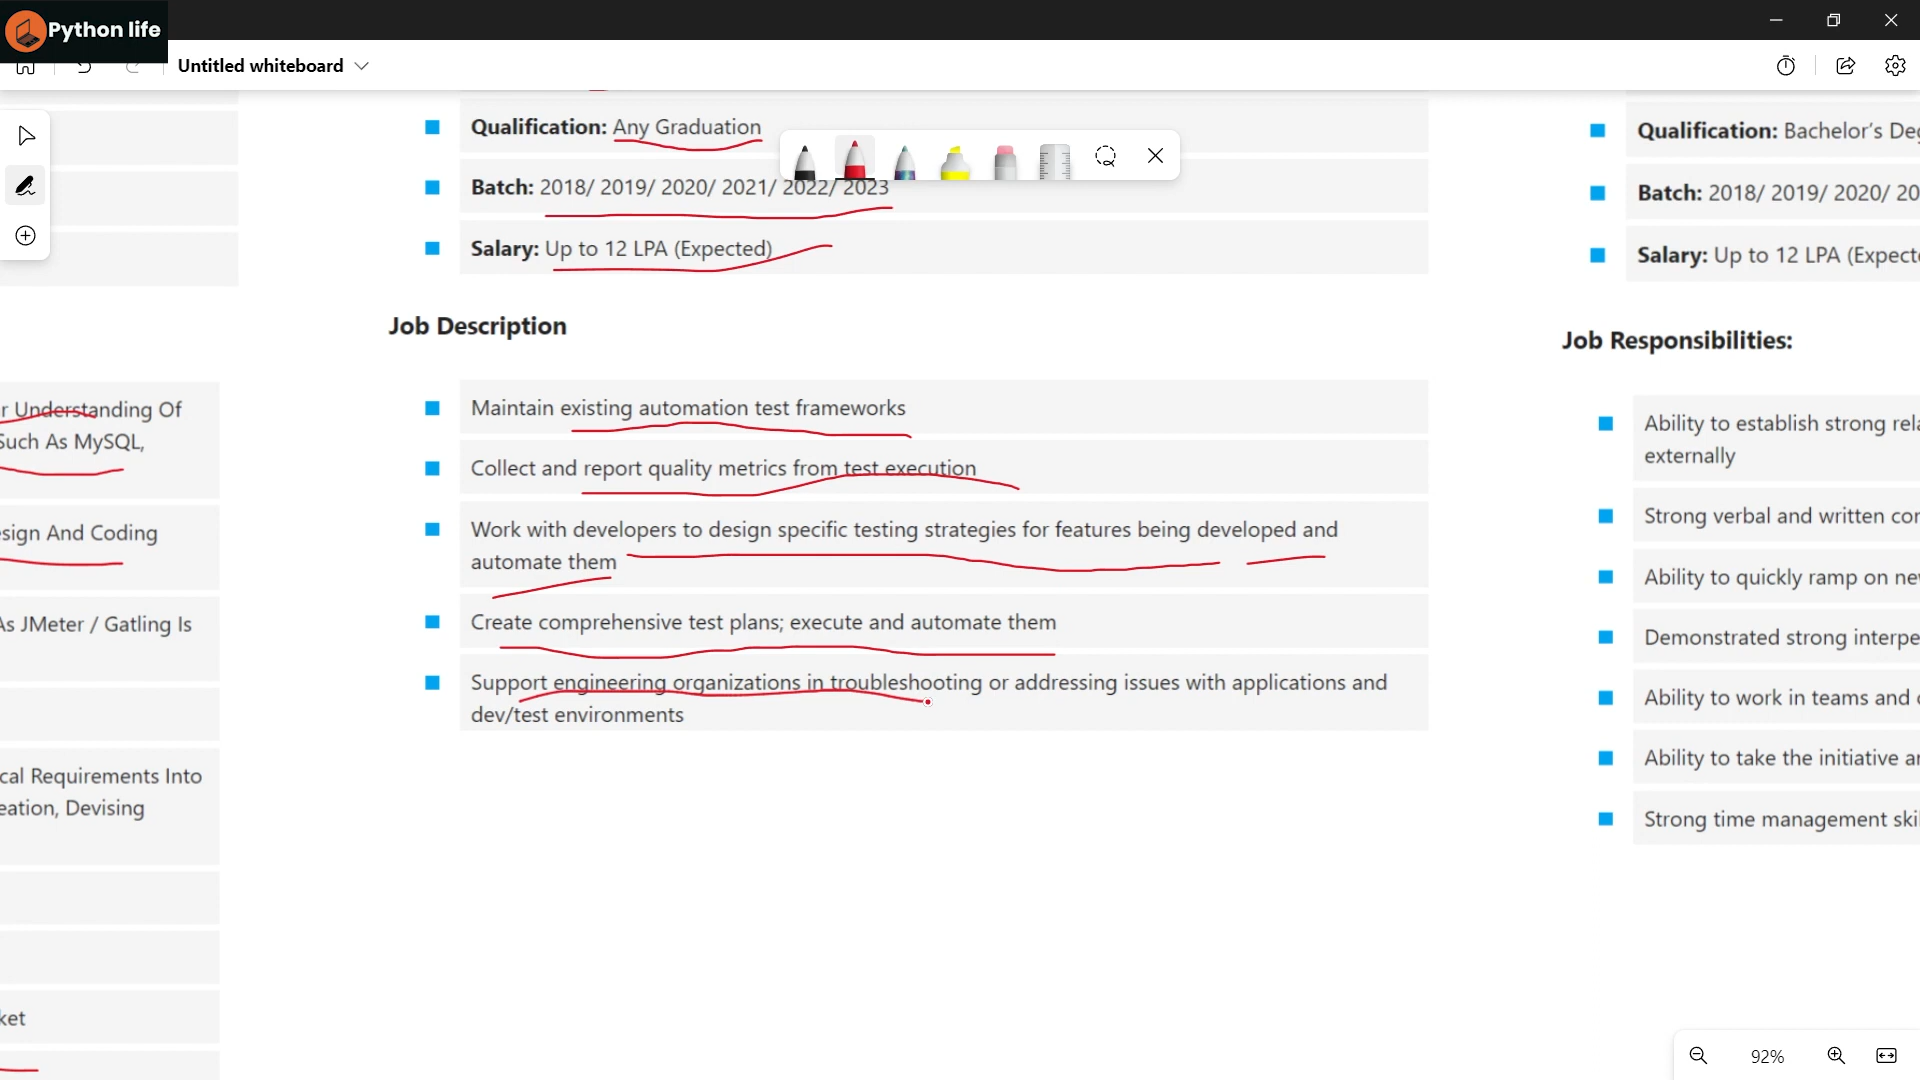 Python life
Untitled whiteboard
Qualification: Any Graduation
Batch: 2018/ 2019/ 2020/ 2021/ 2022/ 2023
Salary: Up to 12 LPA (Expected)
Job Description
Maintain existing automation test frameworks
Collect and report quality metrics from test execution
Work with developers to design specific testing strategies for features being developed and
automate them
Create comprehensive test plans; execute and automate them
Support engineering organizations in troubleshooting or addressing issues with applications and
dev/test environments
r Understanding Of
Such As MySQL,
esign And Coding
As JMeter / Gatling Is
cal Requirements Into
eation, Devising
ket
Qualification: Bachelor's De
Batch: 2018/ 2019/ 2020/ 20
Salary: Up to 12 LPA (Expect
Job Responsibilities:
Ability to establish strong rel
externally
Strong verbal and written co
Ability to quickly ramp on ne
Demonstrated strong interpe
Ability to work in teams and
Ability to take the initiative a
Strong time management ski
92%